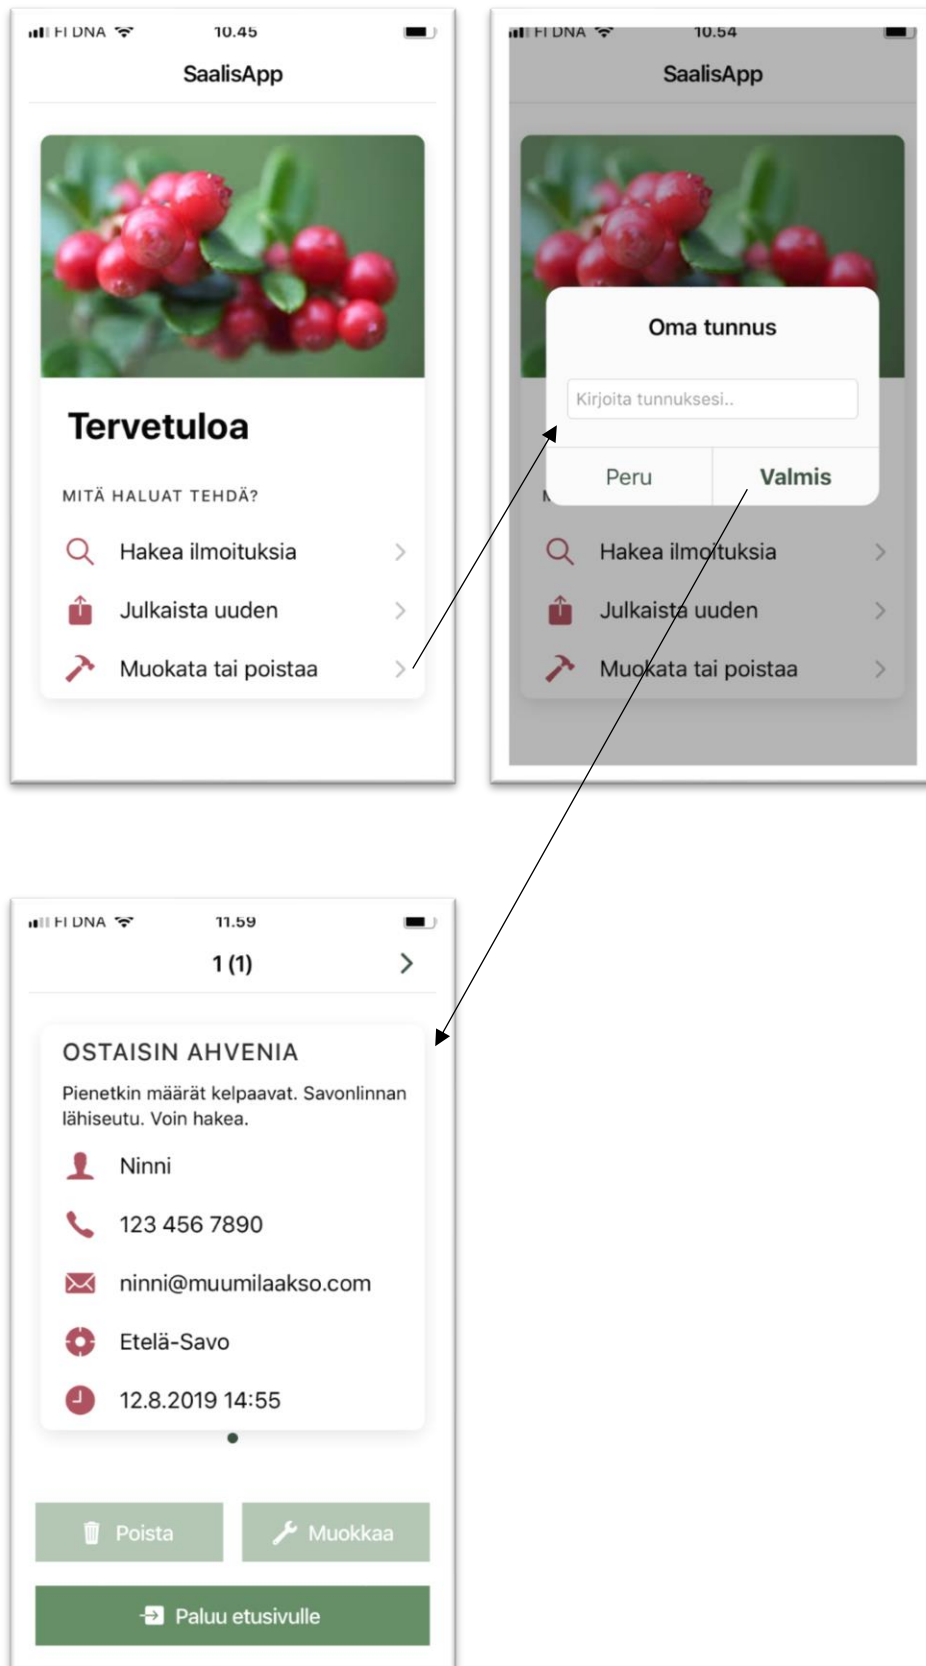 FI DNA 10.45
SaalisApp
Tervetuloa
MITÄ HALUAT TEHDÄ?
Hakea ilmoituksia
Julkaista uuden
Muokata tai poistaa
FI DNA 10.54
SaalisApp
Oma tunnus
Kirjoita tunnuksesi..
Peru Valmis
M
Hakea ilmoituksia
Julkaista uuden
Muokata tai poistaa
FI DNA 11.59
1 (1)
OSTAISIN AHVENIA
Pienetkin määrät kelpaavat. Savonlinnan
lähiseutu. Voin hakea.
Ninni
123 456 7890
ninni@muumilaakso.com
Etelä-Savo
12.8.2019 14:55
Poista Muokkaa
Paluu etusivulle